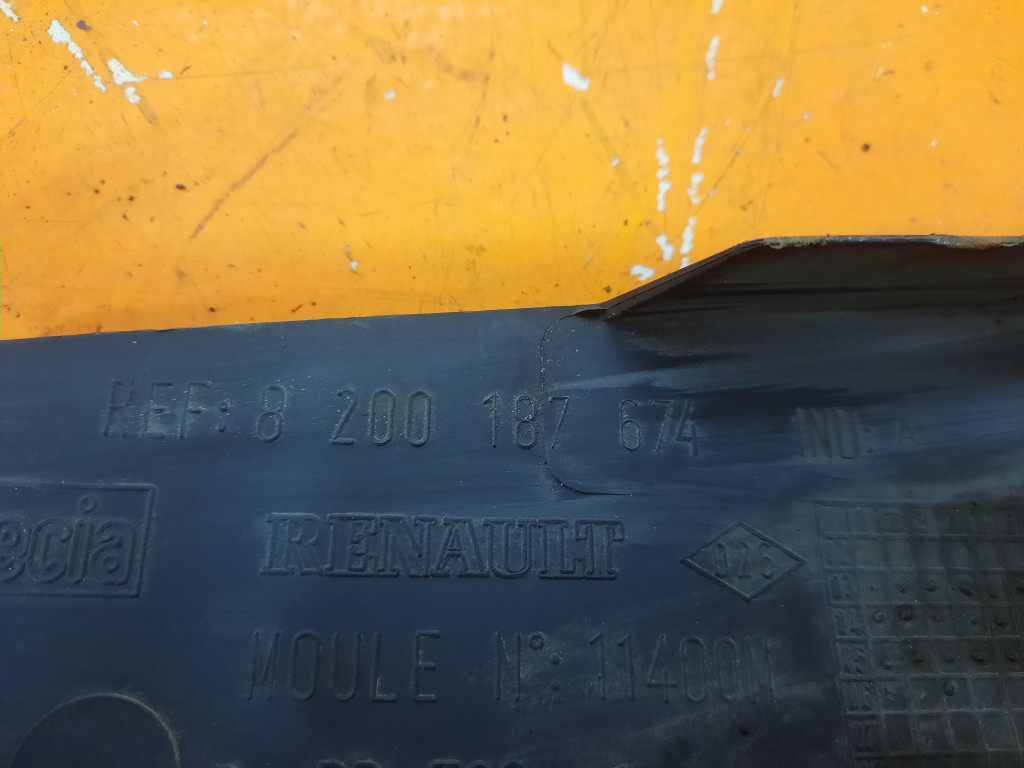 REF: 8 200 187 674
ecia
RENAULT
026
MOULE N°: 11400M